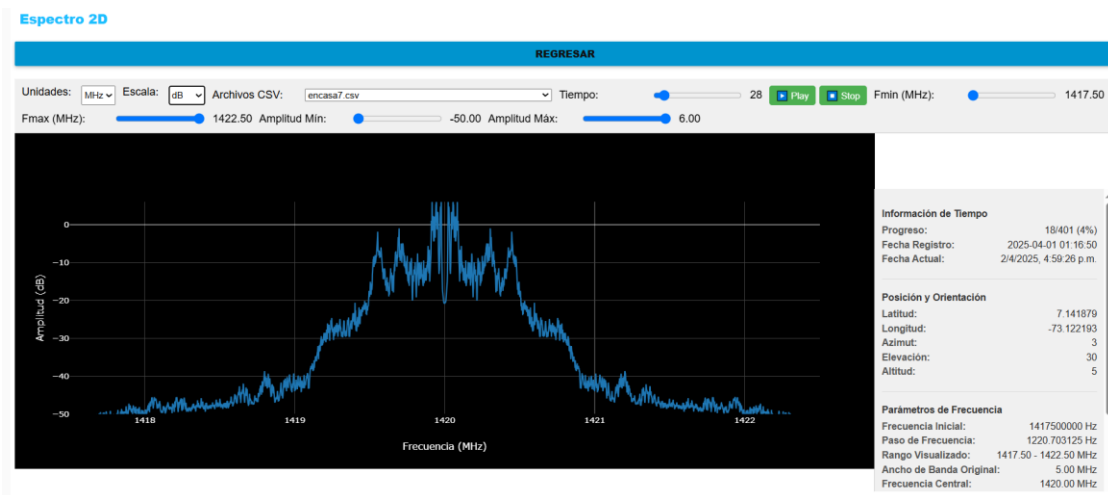 Espectro 2D
REGRESAR
Unidades: MHz Escala: dB Archivos CSV: encasa7.csv Tiempo: 28 Play Stop Fmin (MHz): 1417.50
Fmax (MHz): 1422.50 Amplitud Mín: -50.00 Amplitud Máx: 6.00
0
−10
−20
−30
−40
−50
Amplitud (dB)
1418 1419 1420 1421 1422
Frecuencia (MHz)
Información de Tiempo
Progreso: 18/401 (4%)
Fecha Registro: 2025-04-01 01:16:50
Fecha Actual: 2/4/2025, 4:59:26 p.m.
Posición y Orientación
Latitud: 7.141879
Longitud: -73.122193
Azimut: 3
Elevación: 30
Altitud: 5
Parámetros de Frecuencia
Frecuencia Inicial: 1417500000 Hz
Paso de Frecuencia: 1220.703125 Hz
Rango Visualizado: 1417.50 - 1422.50 MHz
Ancho de Banda Original: 5.00 MHz
Frecuencia Central: 1420.00 MHz